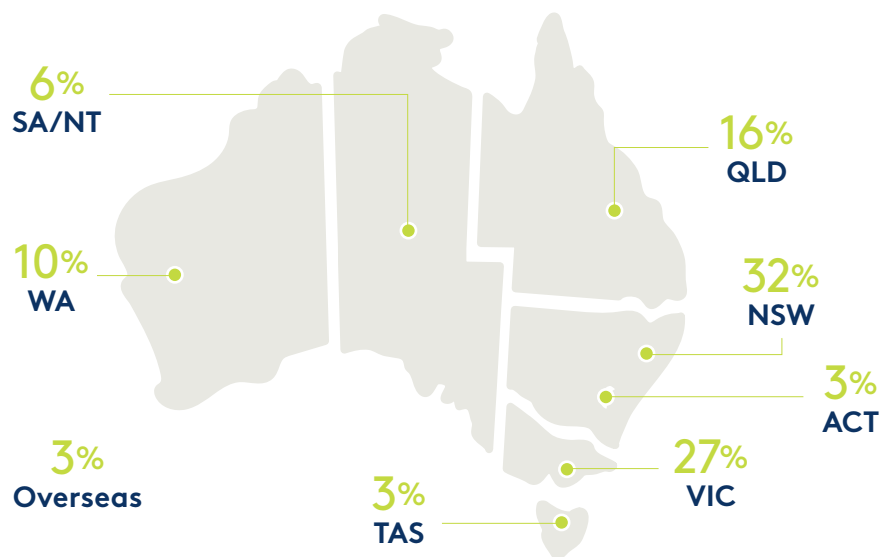 6%
SA/NT
16%
QLD
10%
WA
32%
NSW
3%
ACT
3%
Overseas
27%
VIC
3%
TAS